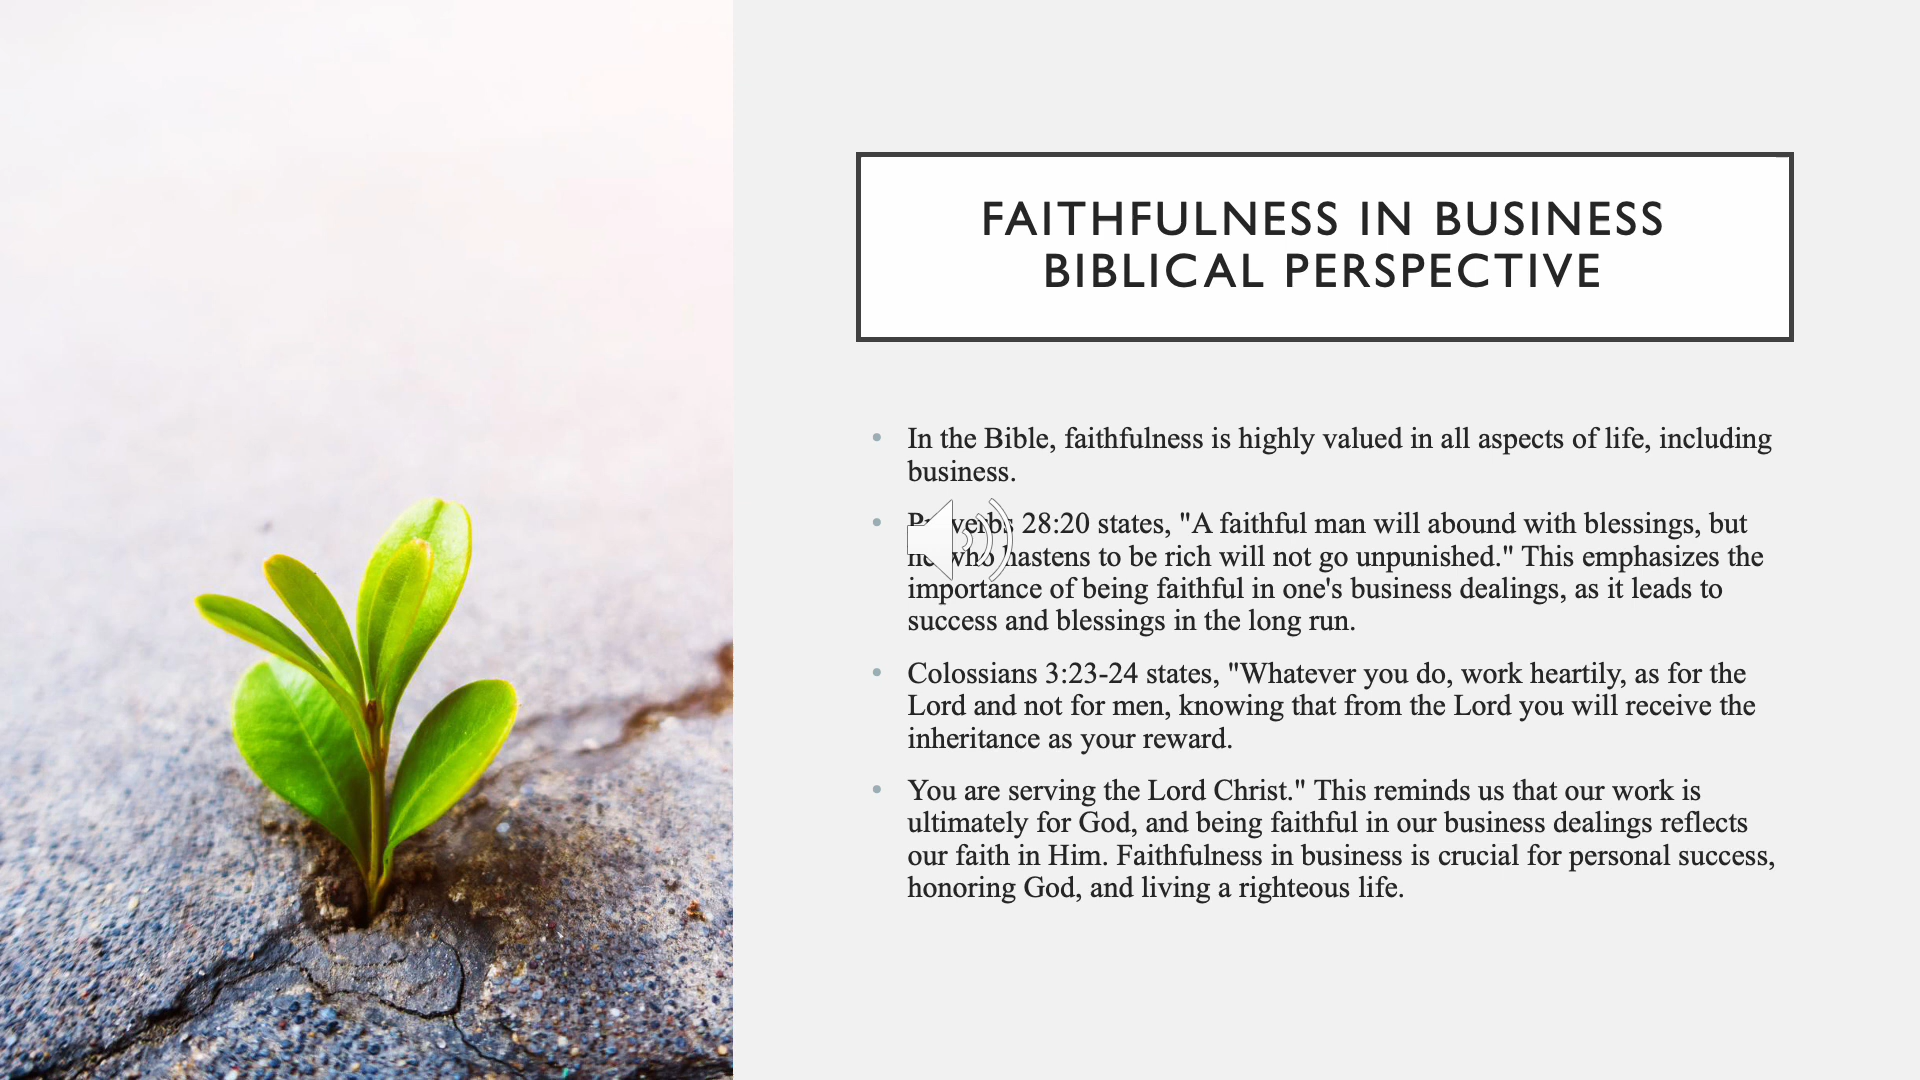 FAITHFULNESS IN BUSINESS
BIBLICAL PERSPECTIVE
• In the Bible, faithfulness is highly valued in all aspects of life, including
business.
• Proverbs 28:20 states, "A faithful man will abound with blessings, but
he who hastens to be rich will not go unpunished." This emphasizes the
importance of being faithful in one's business dealings, as it leads to
success and blessings in the long run.
• Colossians 3:23-24 states, "Whatever you do, work heartily, as for the
Lord and not for men, knowing that from the Lord you will receive the
inheritance as your reward.
• You are serving the Lord Christ." This reminds us that our work is
ultimately for God, and being faithful in our business dealings reflects
our faith in Him. Faithfulness in business is crucial for personal success,
honoring God, and living a righteous life.